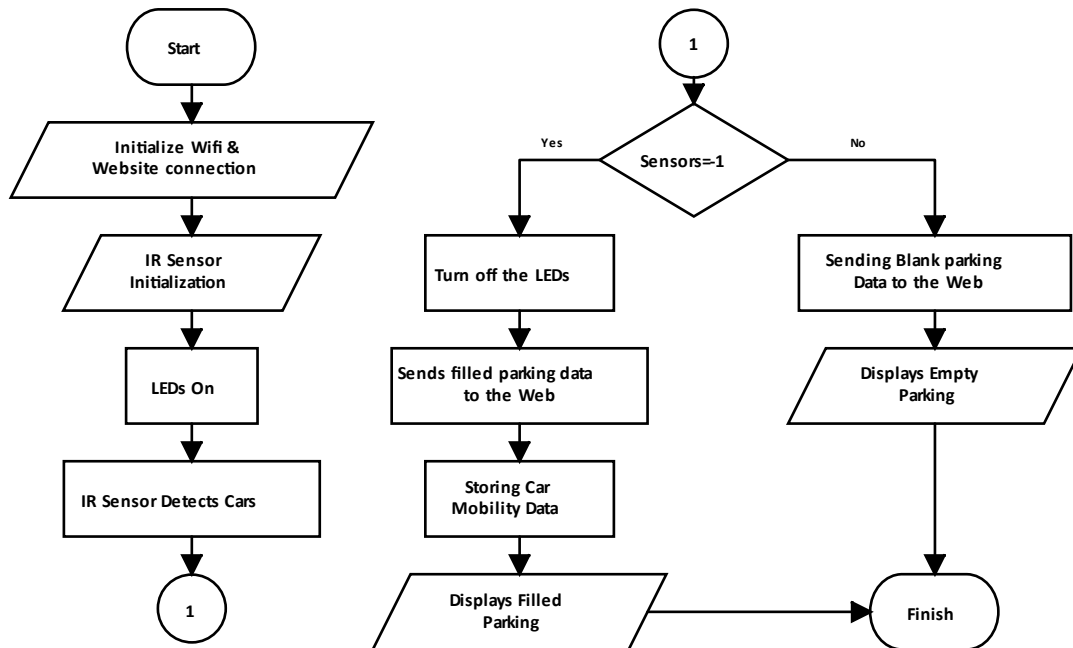 Start
Initialize Wifi &
Website connection
IR Sensor
Initialization
LEDs On
IR Sensor Detects Cars
1
1
Sensors=-1
Yes
No
Turn off the LEDs
Sends filled parking data
to the Web
Storing Car
Mobility Data
Displays Filled
Parking
Sending Blank parking
Data to the Web
Displays Empty
Parking
Finish